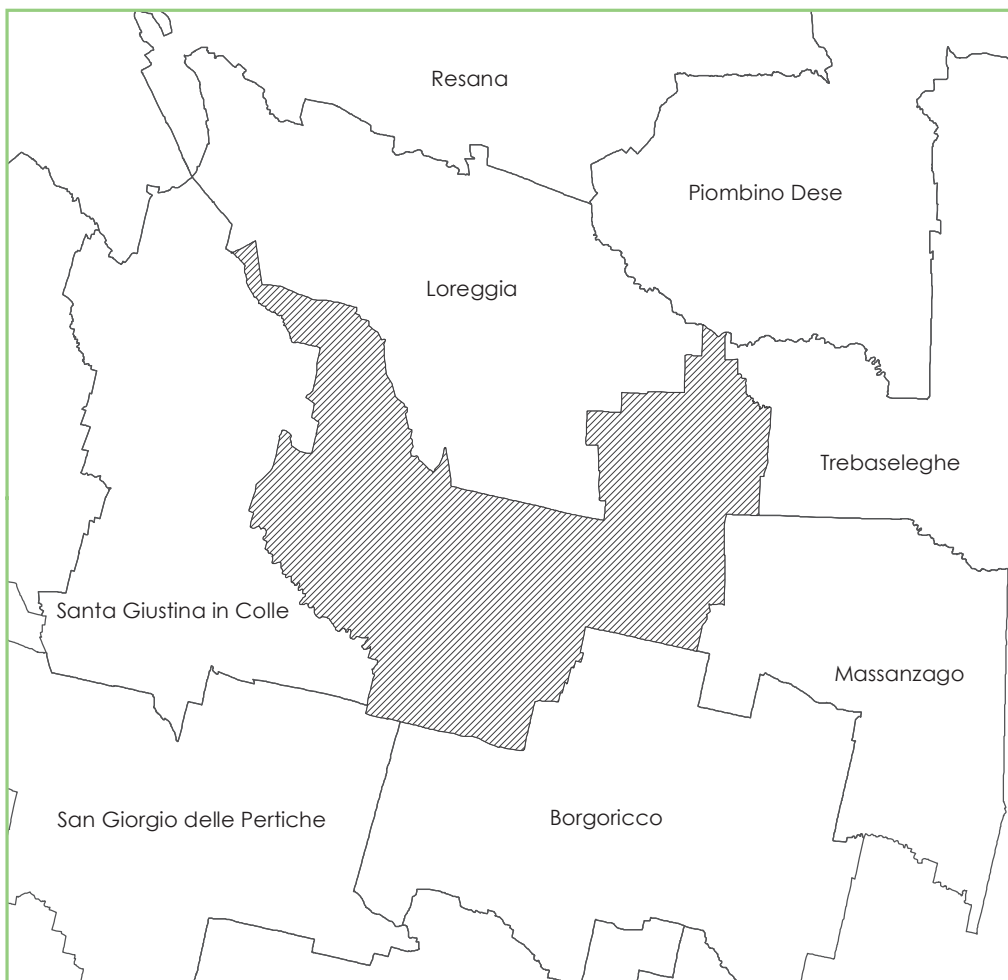 Resana
Piombino Dese
Loreggia
Trebaseleghe
Santa Giustina in Colle
Massanzago
San Giorgio delle Pertiche
Borgoricco